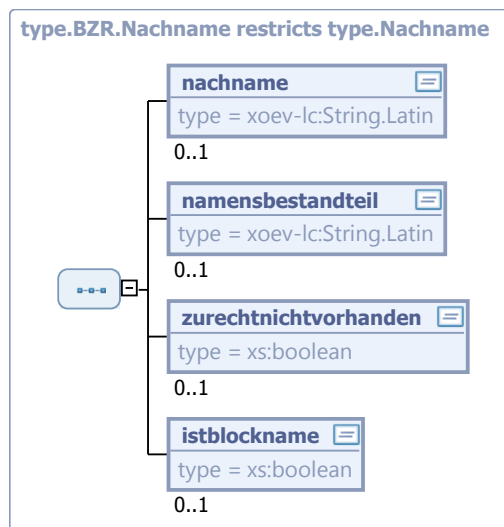 type.BZR.Nachname restricts type.Nachname
nachname
type = xoev-lc:String.Latin
0..1
namensbestandteil
type = xoev-lc:String.Latin
0..1
zurechtnichtvorhanden
type = xs:boolean
0..1
istblockname
type = xs:boolean
0..1